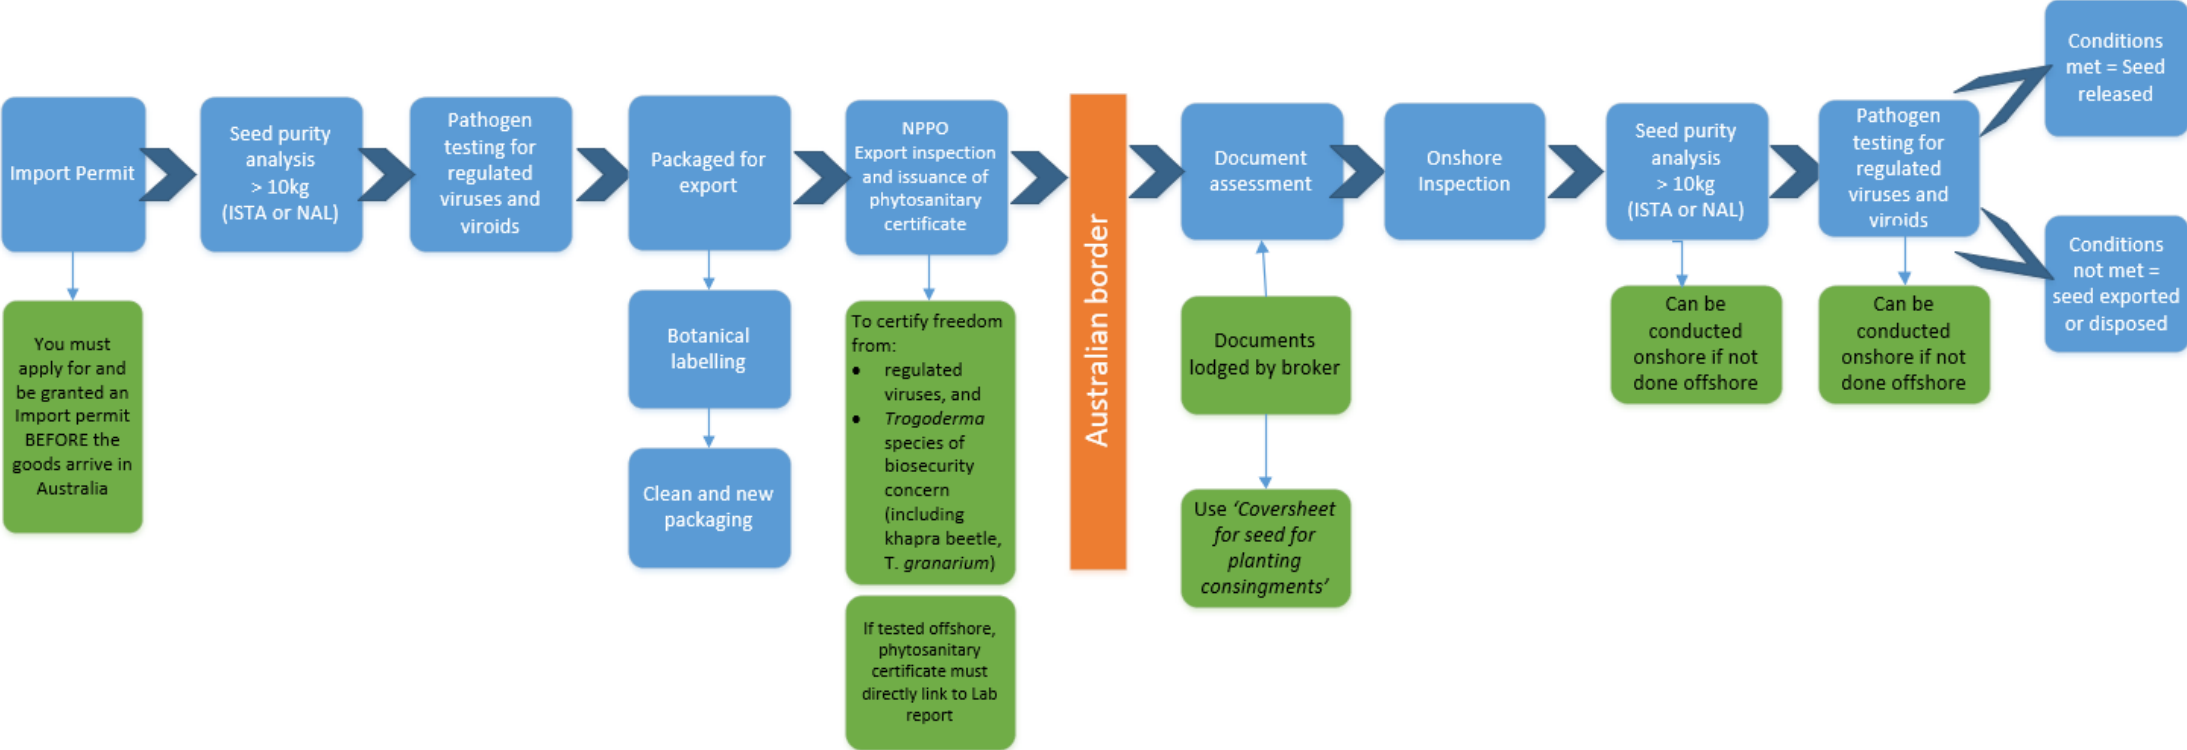 Import Permit
You must
apply for and
be granted an
Import permit
BEFORE the
goods arrive in
Australia
Seed purity
analysis
> 10kg
(ISTA or NAL)
Pathogen
testing for
regulated
viruses and
viroids
Packaged for
export
Botanical
labelling
Clean and new
packaging
NPPO
Export inspection
and issuance of
phytosanitary
certificate
To certify freedom
from:
• regulated
viruses, and
• Trogoderma
species of
biosecurity
concern
(including
khapra beetle,
T. granarium)
If tested offshore,
phytosanitary
certificate must
directly link to Lab
report
Australian border
Document
assessment
Documents
lodged by broker
Use ‘Coversheet
for seed for
planting
consingments’
Onshore
Inspection
Seed purity
analysis
> 10kg
(ISTA or NAL)
Can be
conducted
onshore if not
done offshore
Pathogen
testing for
regulated
viruses and
viroids
Can be
conducted
onshore if not
done offshore
Conditions
met = Seed
released
Conditions
not met =
seed exported
or disposed